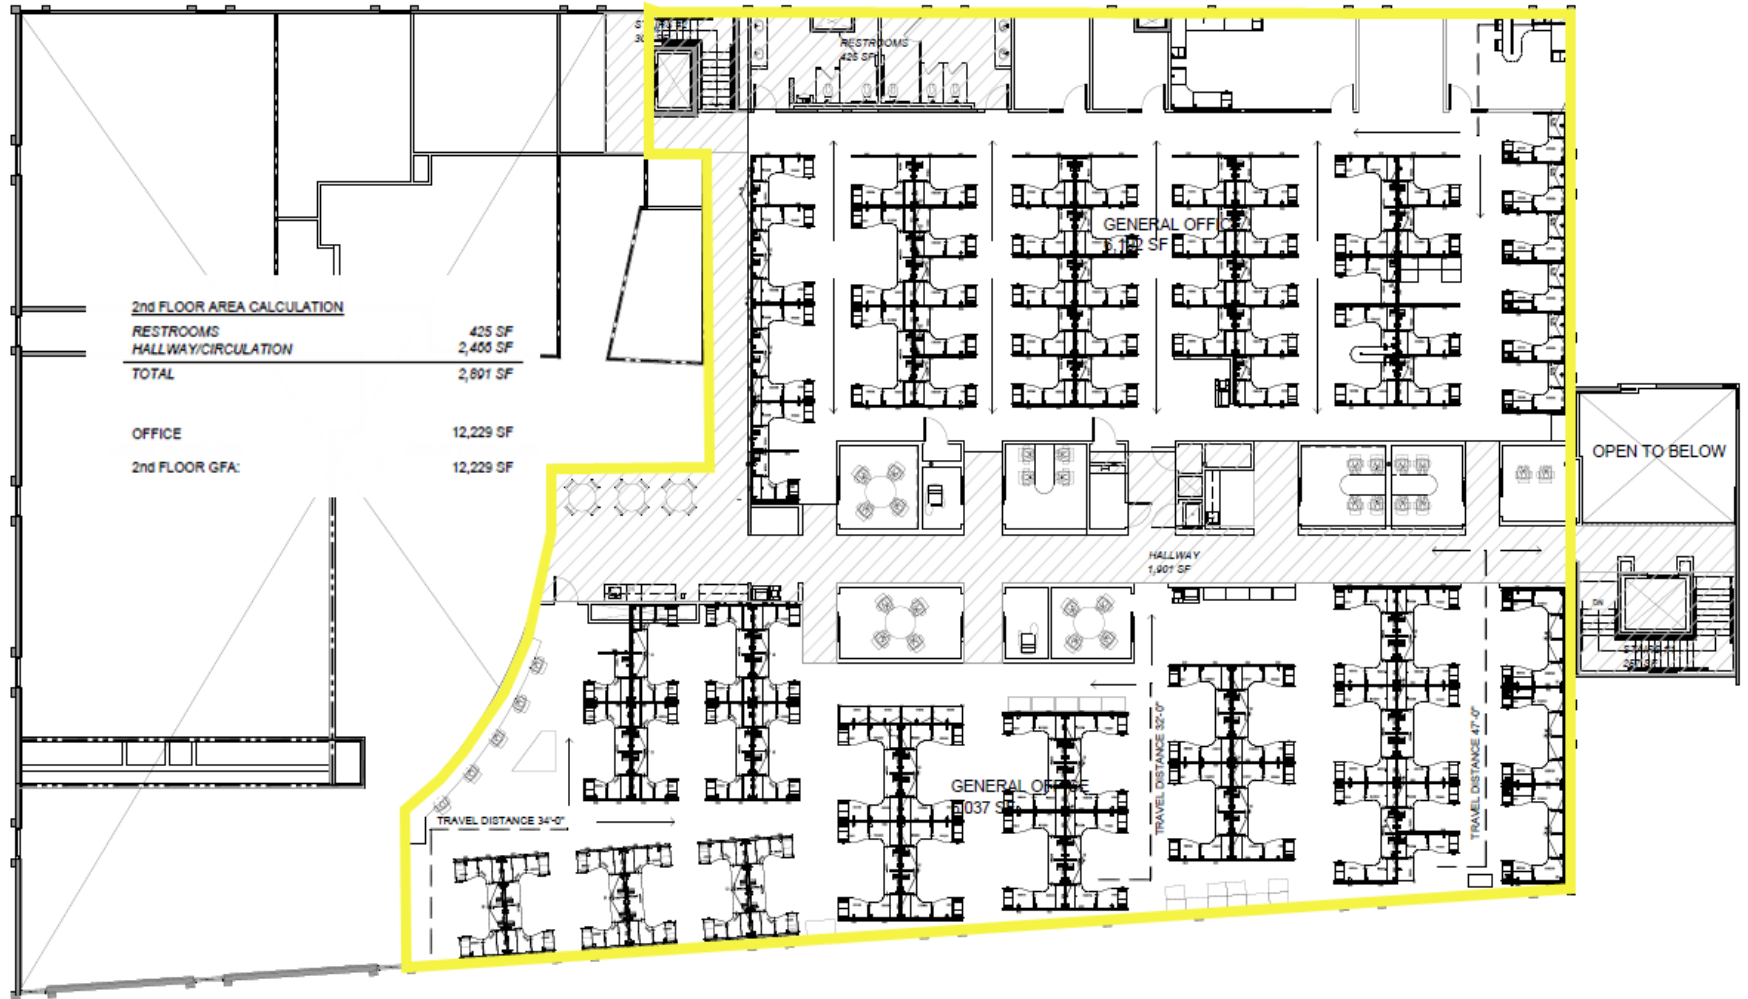 RESTROOMS
425 SF
GENERAL OFFICE
2nd FLOOR AREA CALCULATION
RESTROOMS 425 SF
HALLWAY/CIRCULATION 2,466 SF
TOTAL 2,891 SF
OFFICE 12,229 SF
2nd FLOOR GFA: 12,229 SF
OPEN TO BELOW
HALLWAY
1,901 SF
DN
GENERAL OFFICE
TRAVEL DISTANCE 34'-0"
TRAVEL DISTANCE 32'-0"
TRAVEL DISTANCE 47'-0"